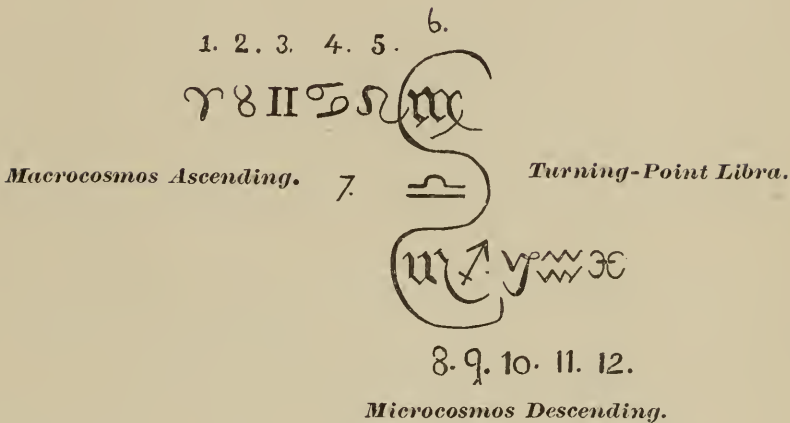 6.
1. 2. 3. 4. 5.
♈ ♉ ♊ ♋ ♌ ♍
Macrocosmos Ascending. 7. ♎ Turning-Point Libra.
♏ ♐ ♑ ♒ ♓
8. 9. 10. 11. 12.
Microcosmos Descending.